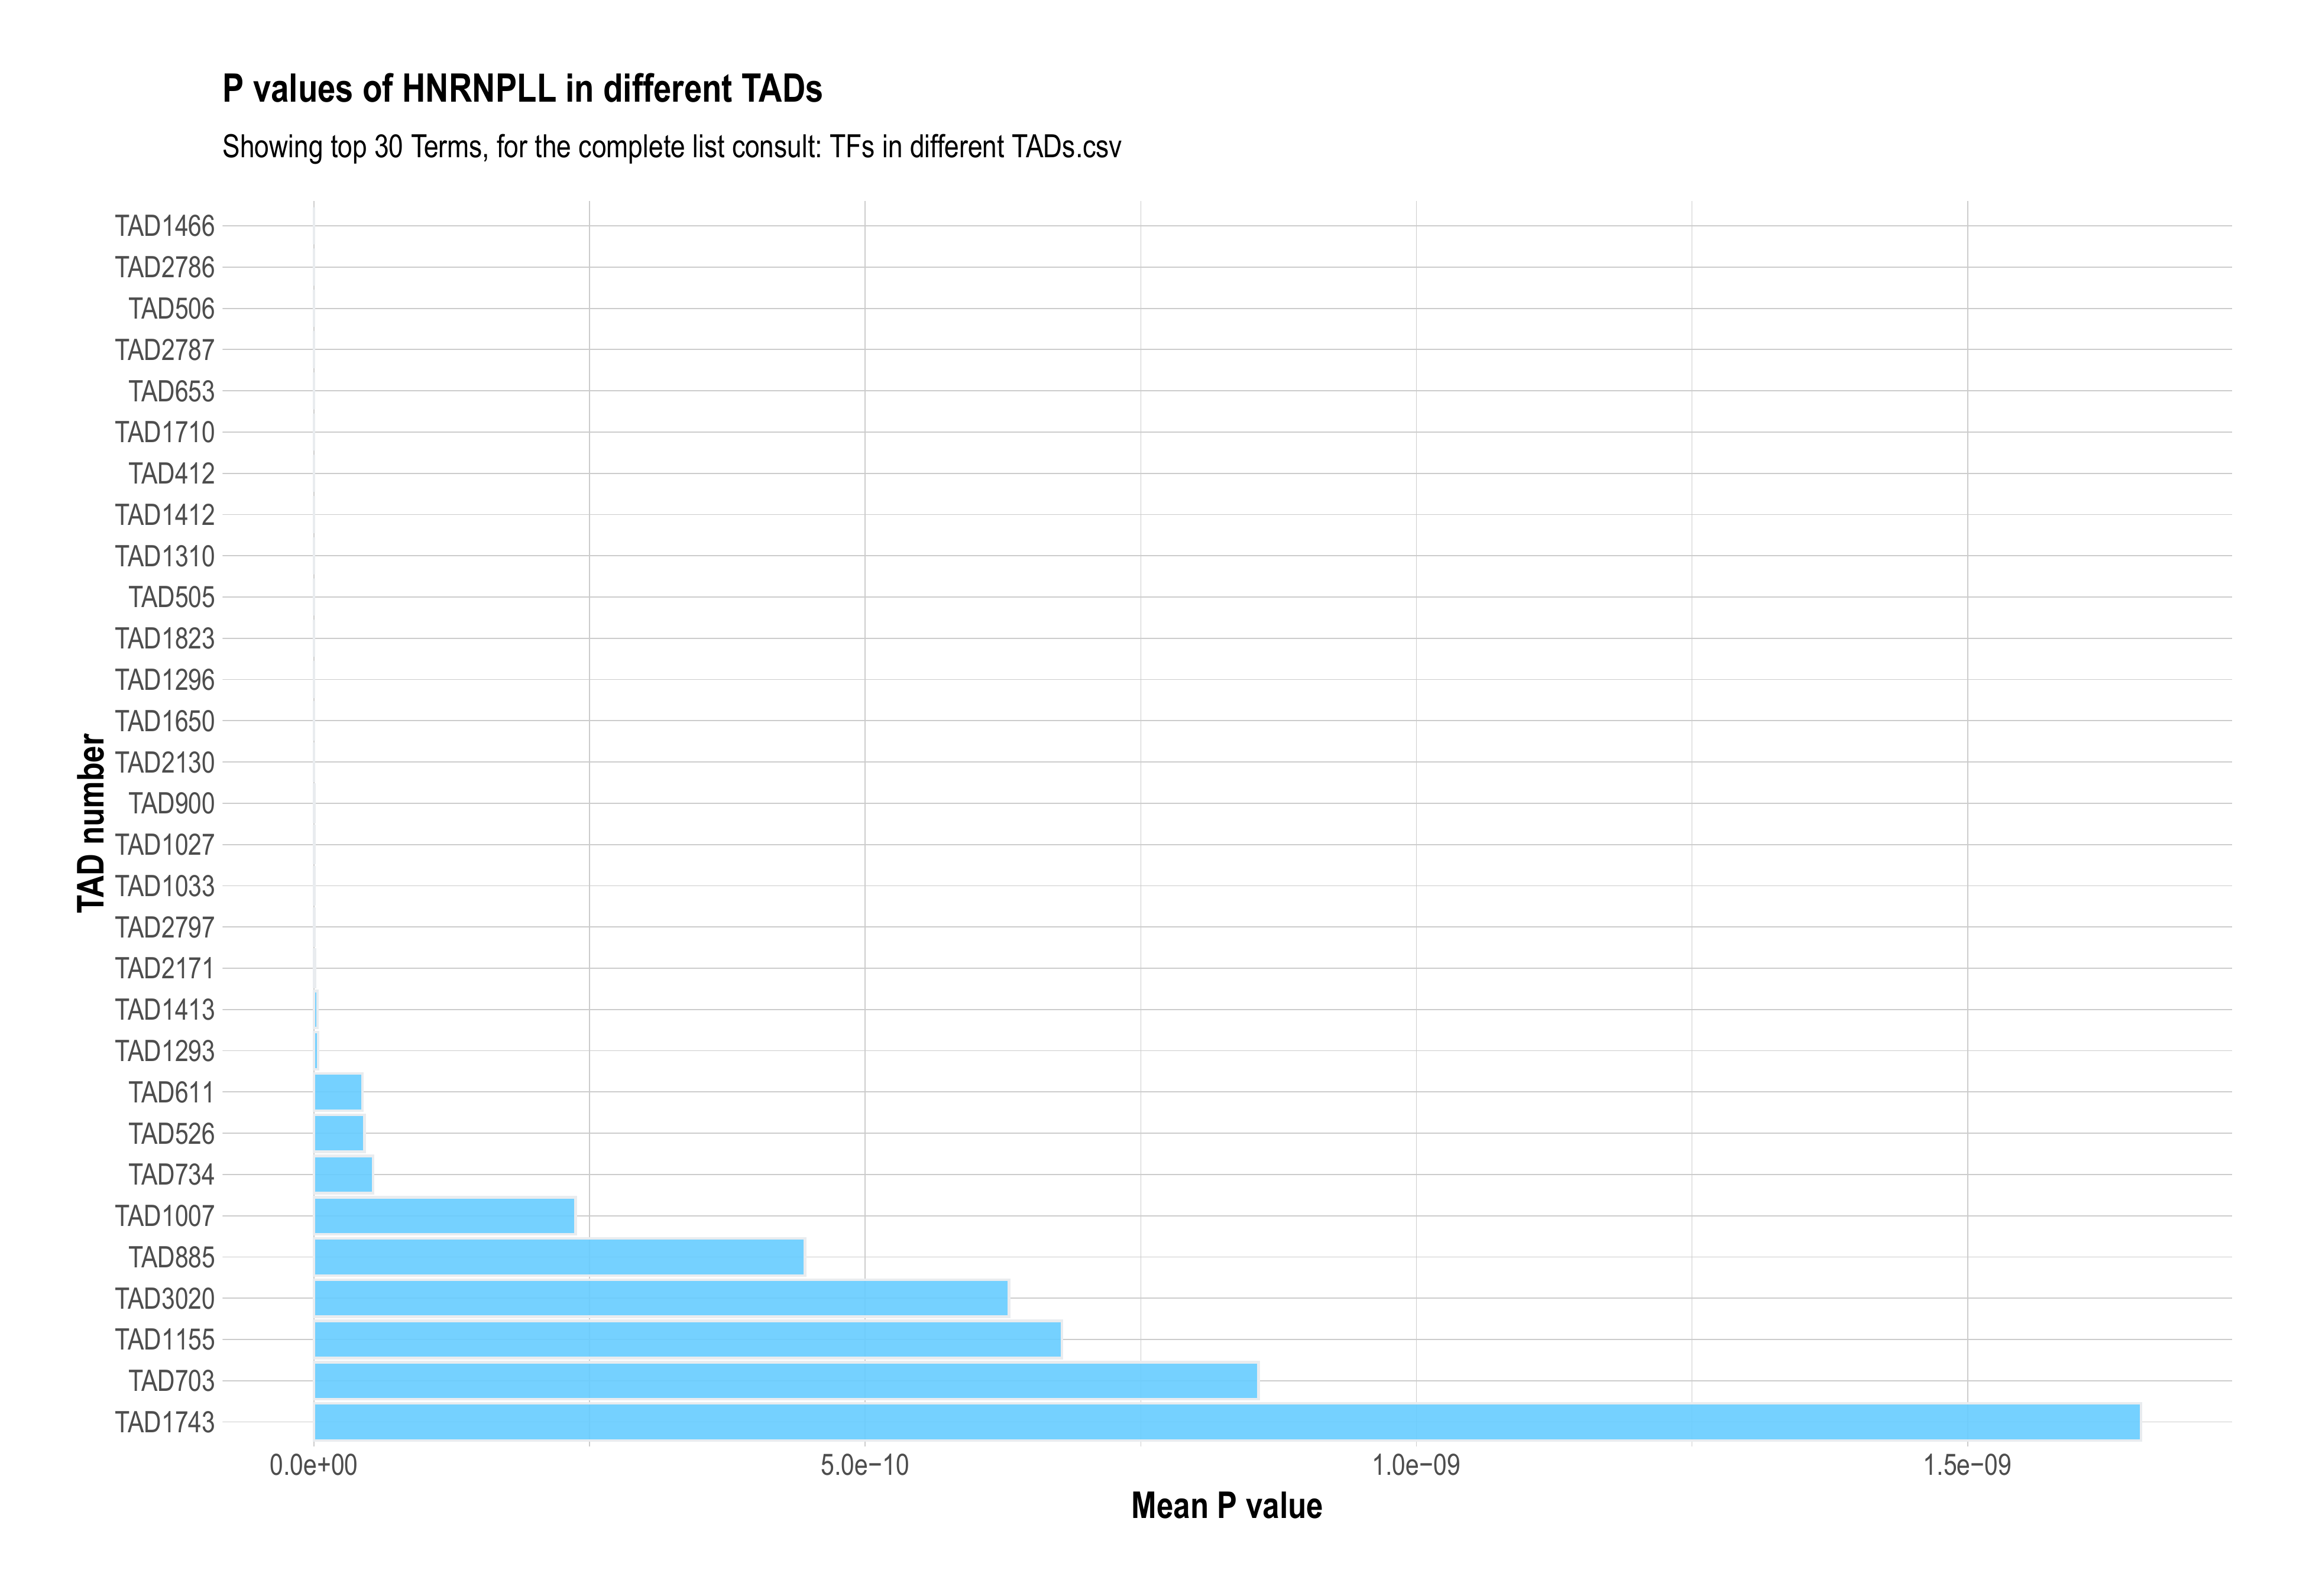 P values of HNRNPLL in different TADs
Showing top 30 Terms, for the complete list consult: TFs in different TADs.csv
TAD number
TAD1466
TAD2786
TAD506
TAD2787
TAD653
TAD1710
TAD412
TAD1412
TAD1310
TAD505
TAD1823
TAD1296
TAD1650
TAD2130
TAD900
TAD1027
TAD1033
TAD2797
TAD2171
TAD1413
TAD1293
TAD611
TAD526
TAD734
TAD1007
TAD885
TAD3020
TAD1155
TAD703
TAD1743
0.0e+00 5.0e−10 1.0e−09 1.5e−09
Mean P value